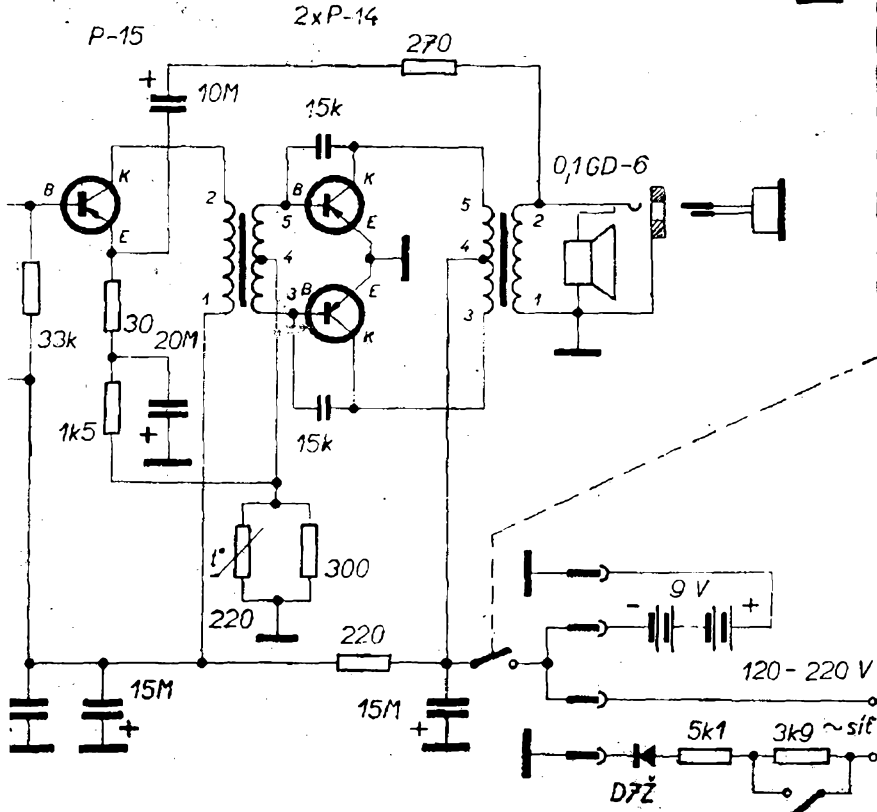 2xP-14
P-15
270
+
10M
15k
0,1GD-6
K
B
E
2
1
5
4
3
B
K
E
B
E
K
5
4
3
2
1
33k
30
20M
1k5
+
15k
t°
220
300
220
9 V
-
+
120-220 V
15M
+
15M
+
5k1
3k9
~síť
D7Ž